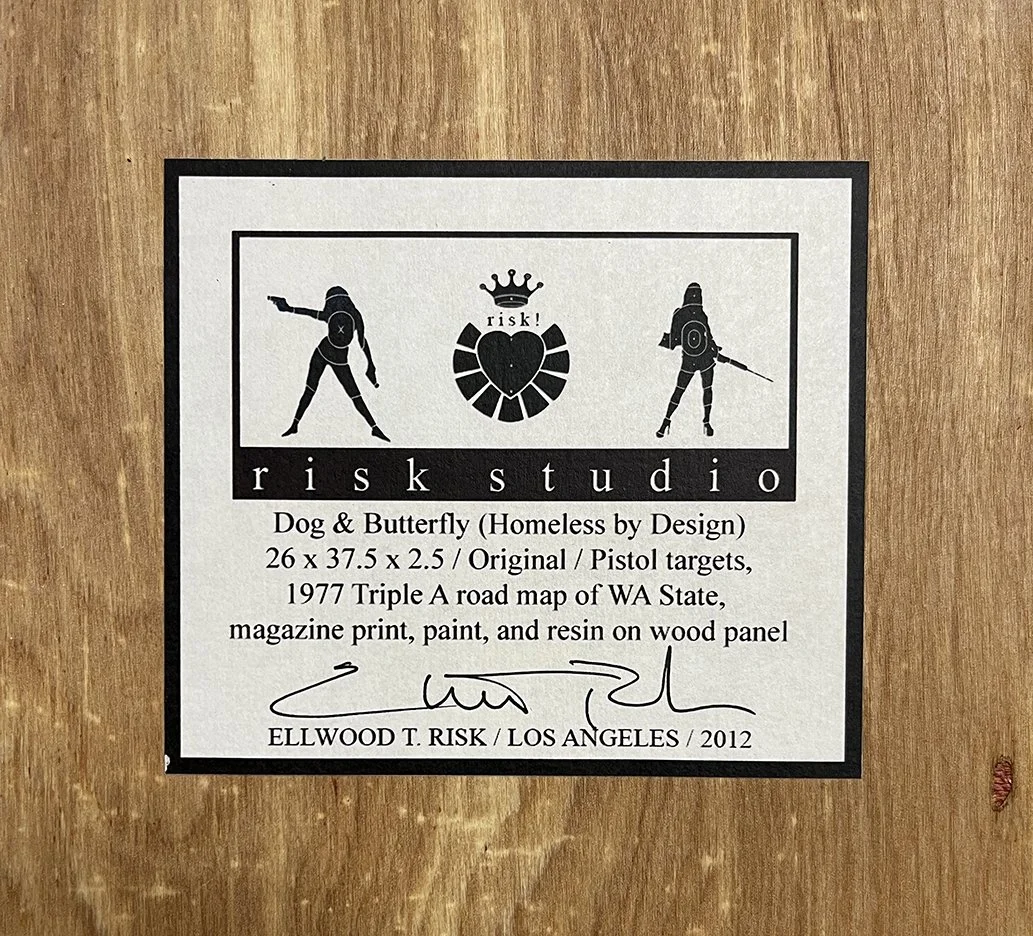 risk!
x
risk studio
Dog & Butterfly (Homeless by Design)
26 x 37.5 x 2.5 / Original / Pistol targets,
1977 Triple A road map of WA State,
magazine print, paint, and resin on wood panel
ELLWOOD T. RISK / LOS ANGELES / 2012